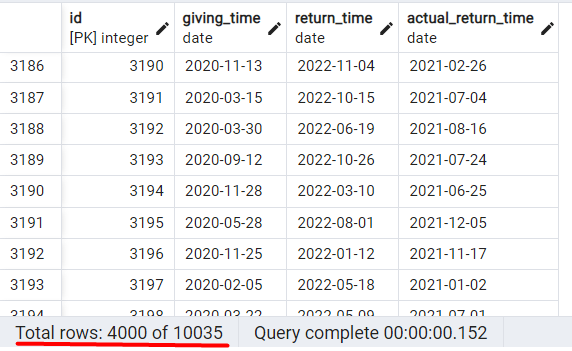 id giving_time return_time actual_return_time
[PK] integer date date date
3186 3190 2020-11-13 2022-11-04 2021-02-26
3187 3191 2020-03-15 2022-10-15 2021-07-04
3188 3192 2020-03-30 2022-06-19 2021-08-16
3189 3193 2020-09-12 2022-10-26 2021-07-24
3190 3194 2020-11-28 2022-03-10 2021-06-25
3191 3195 2020-05-28 2022-08-01 2021-12-05
3192 3196 2020-11-25 2022-01-12 2021-11-17
3193 3197 2020-02-05 2022-05-18 2021-01-02
3194 3198 2020-03-22 2022-05-09 2021-07-01
Total rows: 4000 of 10035 Query complete 00:00:00.152